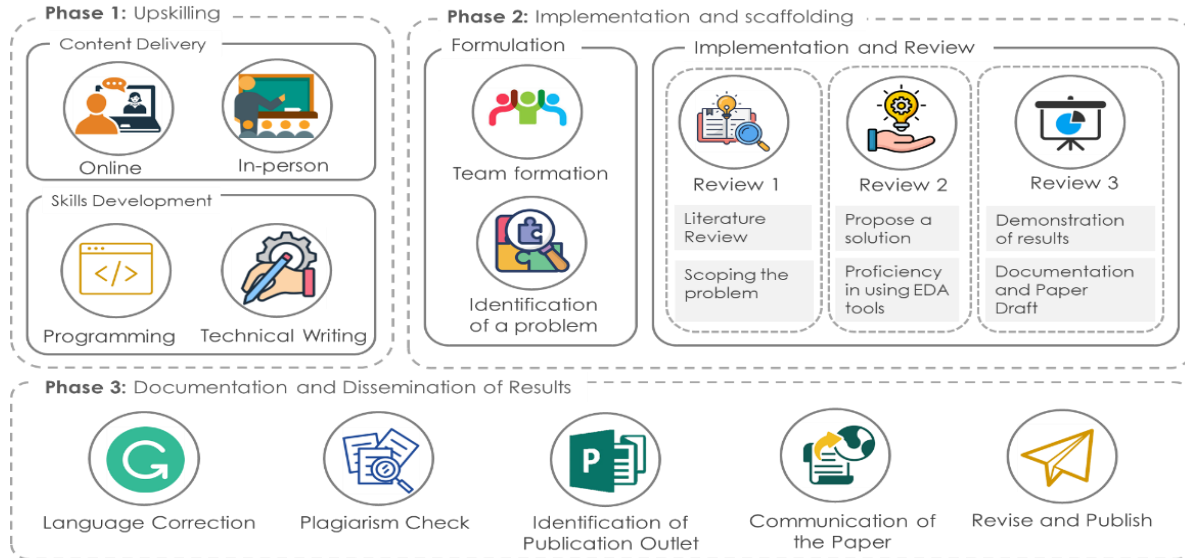 Phase 1: Upskilling
Content Delivery
Online
In-person
Skills Development
</>
Programming
Technical Writing
Phase 2: Implementation and scaffolding
Formulation
Team formation
Identification
of a problem
Implementation and Review
Review 1
Literature
Review
Scoping the
problem
Review 2
Propose a
solution
Proficiency
in using EDA
tools
Review 3
Demonstration
of results
Documentation
and Paper
Draft
Phase 3: Documentation and Dissemination of Results
G
Language Correction
Plagiarism Check
P
Identification of
Publication Outlet
Communication of
the Paper
Revise and Publish